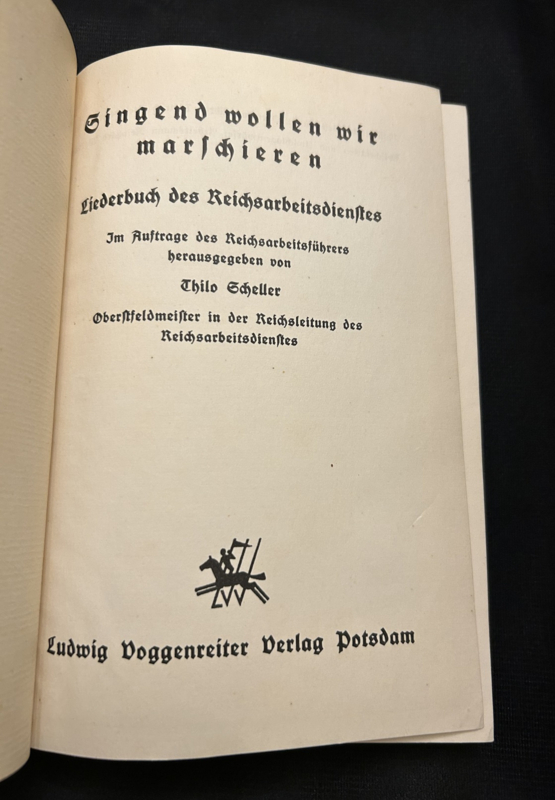 Singend wollen wir
marſchieren
Liederbuch des Reichsarbeitsdienſtes
Im Auftrage des Reichsarbeitsführers
herausgegeben von
Thilo Scheller
Oberſtfeldmeiſter in der Reichsleitung des
Reichsarbeitsdienſtes
LVV
Ludwig Voggenreiter Verlag Potsdam